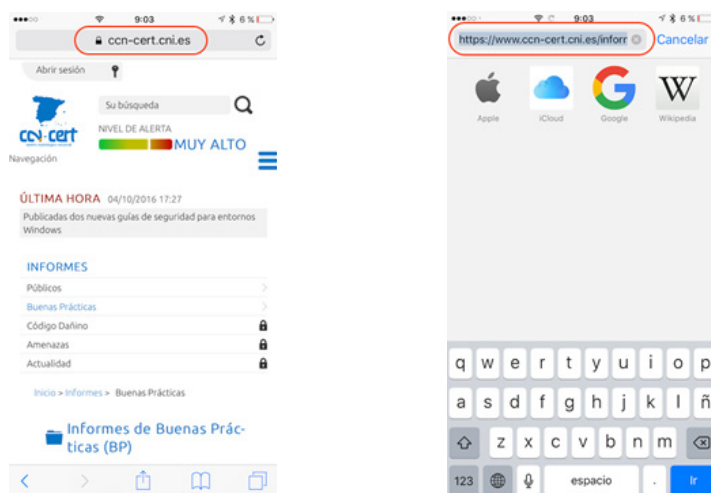 9:03
6 %
ccn-cert.cni.es
Abrir sesión
Su búsqueda
ccn-cert
NIVEL DE ALERTA
MUY ALTO
Navegación
ÚLTIMA HORA 04/10/2016 17:27
Publicadas dos nuevas guías de seguridad para entornos
Windows
INFORMES
Públicos
Buenas Prácticas
Código Dañino
Amenazas
Actualidad
Inicio > Informes > Buenas Prácticas
Informes de Buenas Prác-
ticas (BP)
9:03
6 %
https://www.ccn-cert.cni.es/inforr
Cancelar
Apple iCloud Google Wikipedia
q w e r t y u i o p
a s d f g h j k l ñ
z x c v b n m
123 espacio . Ir